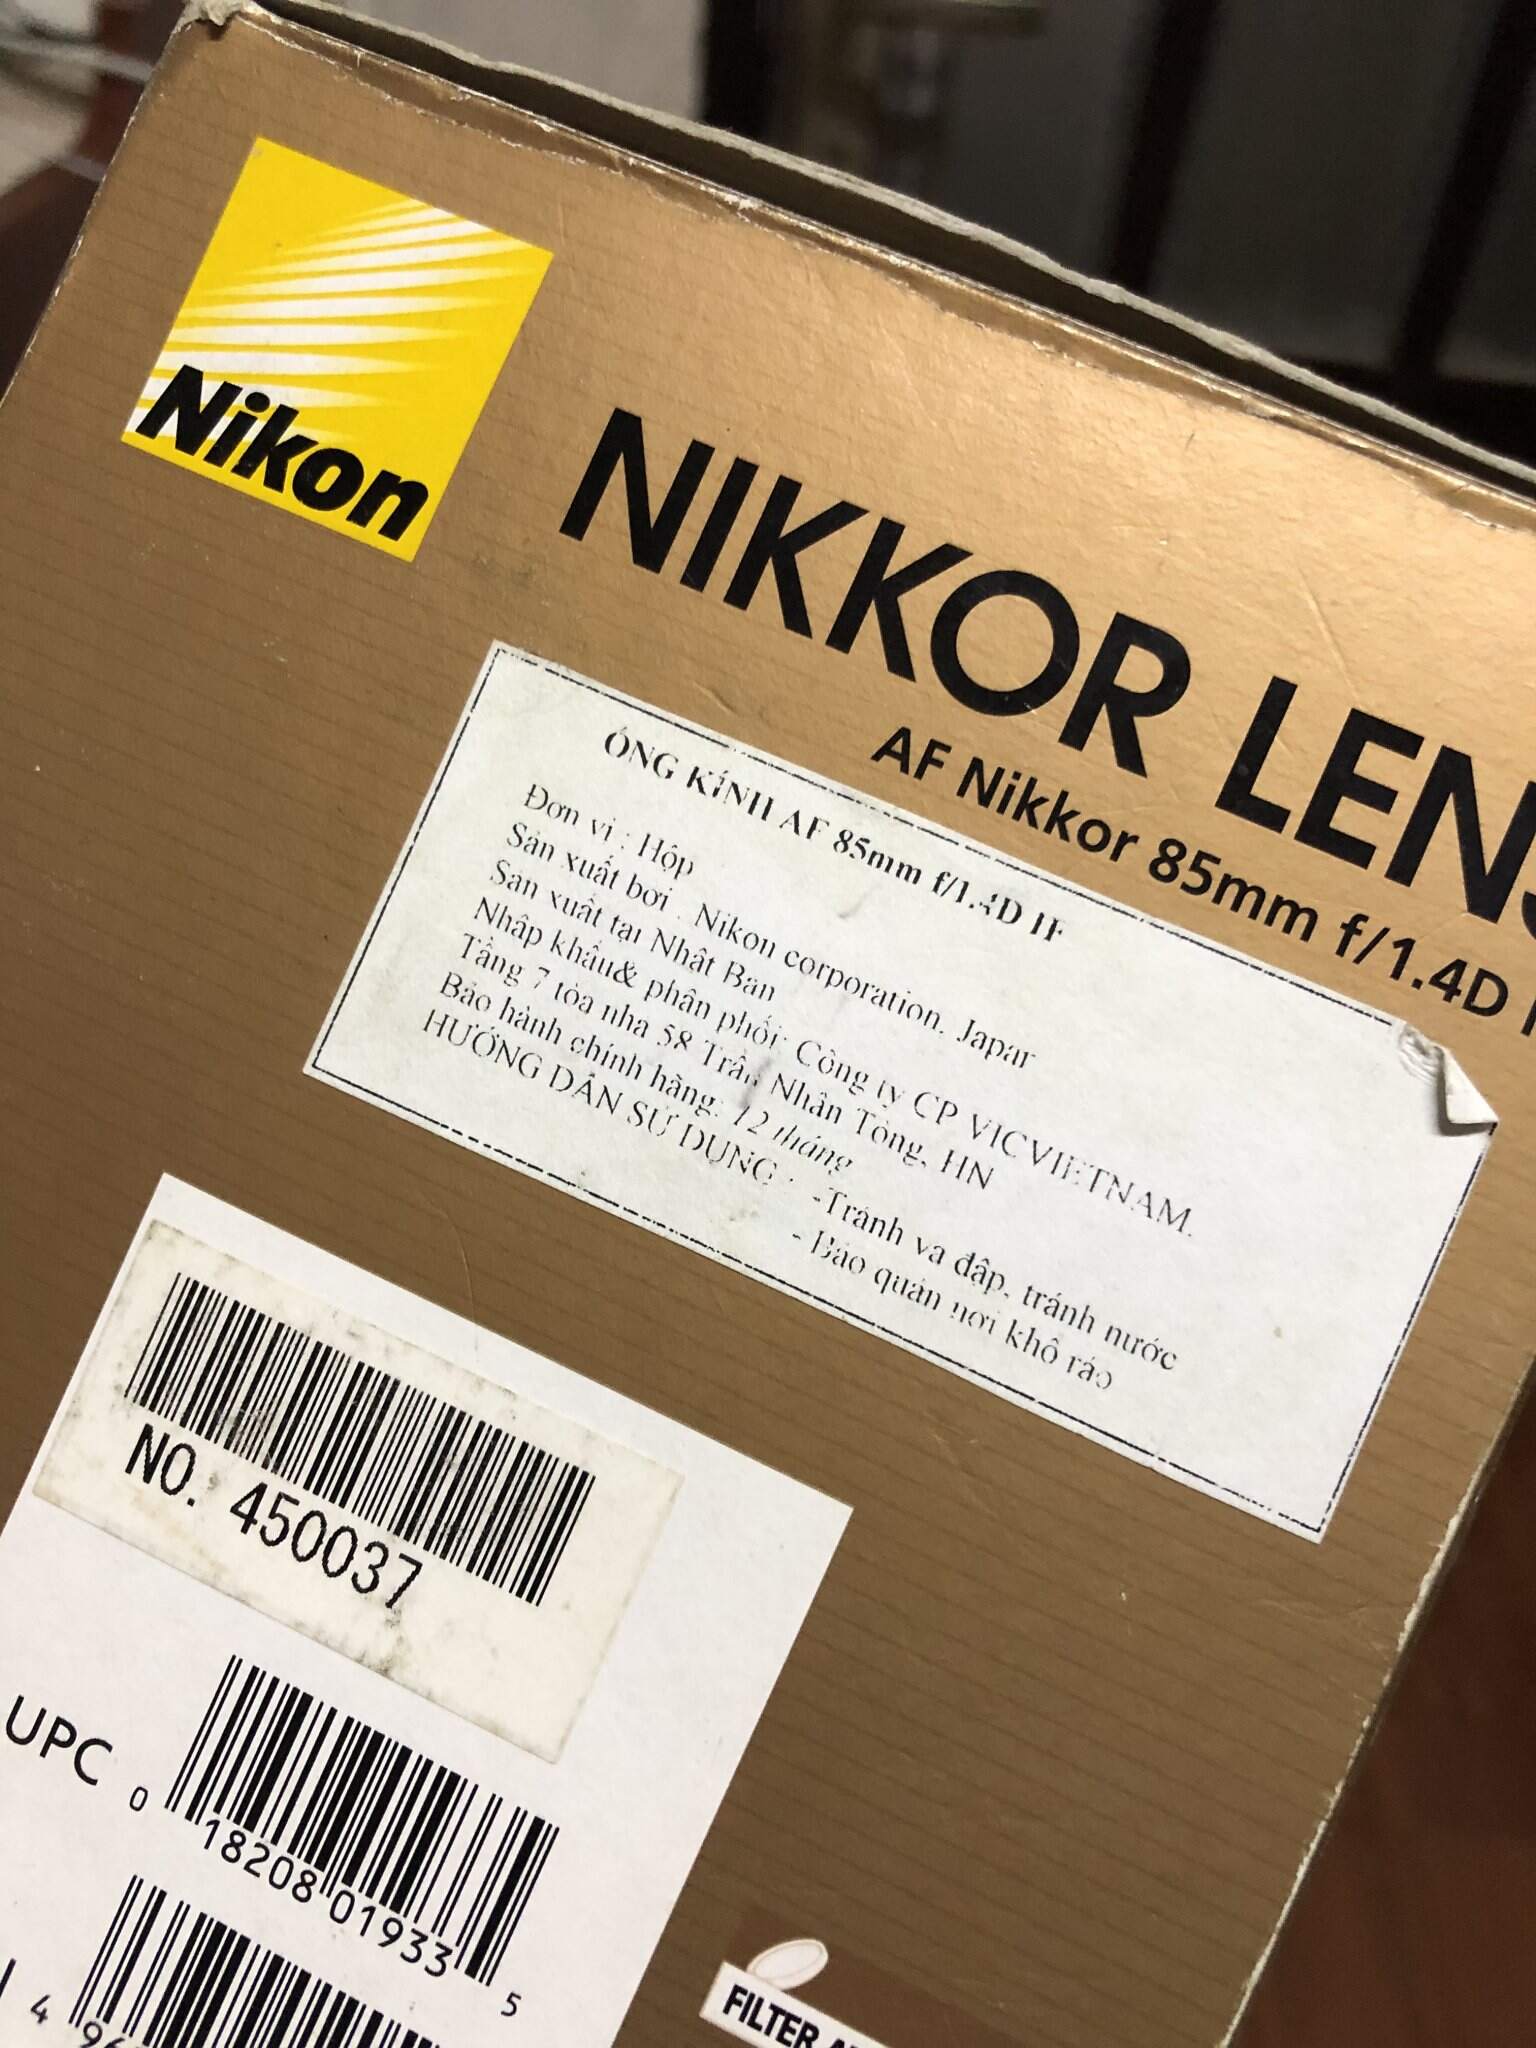 Nikon
NIKKOR LENS
AF Nikkor 85mm f/1.4D
ỐNG KÍNH AF 85mm f/1.4D IF
Đơn vị : Hộp
Sản xuất bởi : Nikon corporation. Japan
Sản xuất tại Nhật Bản
Nhập khẩu& phân phối: Công ty CP VICVIETNAM.
Tầng 7 tòa nhà 58 Trần Nhân Tông, HN
Bảo hành chính hãng: 12 tháng
HƯỚNG DẪN SỬ DỤNG : -Tránh va đập, tránh nước
- Bảo quản nơi khô ráo
NO. 450037
UPC
0 18208 01933 5
4 96
FILTER